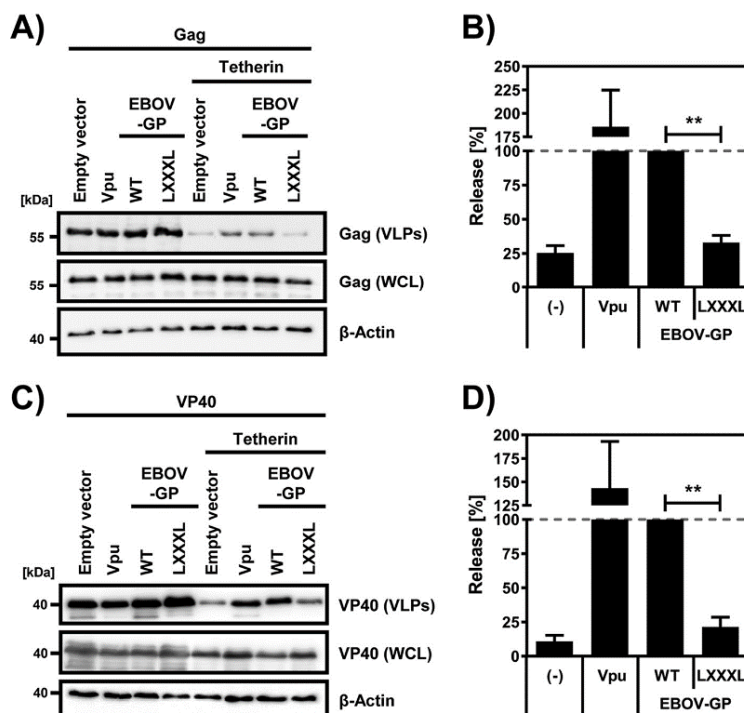 A)
Gag
Tetherin
EBOV
-GP
EBOV
-GP
Empty vector
Vpu
WT
LXXXL
Empty vector
Vpu
WT
LXXXL
[kDa]
55
Gag (VLPs)
55
Gag (WCL)
40
β-Actin
B)
Release [%]
250
225
200
175
100
75
50
25
0
(-)
Vpu
WT
LXXXL
EBOV-GP
**
C)
VP40
Tetherin
EBOV
-GP
EBOV
-GP
Empty vector
Vpu
WT
LXXXL
Empty vector
Vpu
WT
LXXXL
[kDa]
40
VP40 (VLPs)
40
VP40 (WCL)
40
β-Actin
D)
Release [%]
200
175
150
125
100
75
50
25
0
(-)
Vpu
WT
LXXXL
EBOV-GP
**